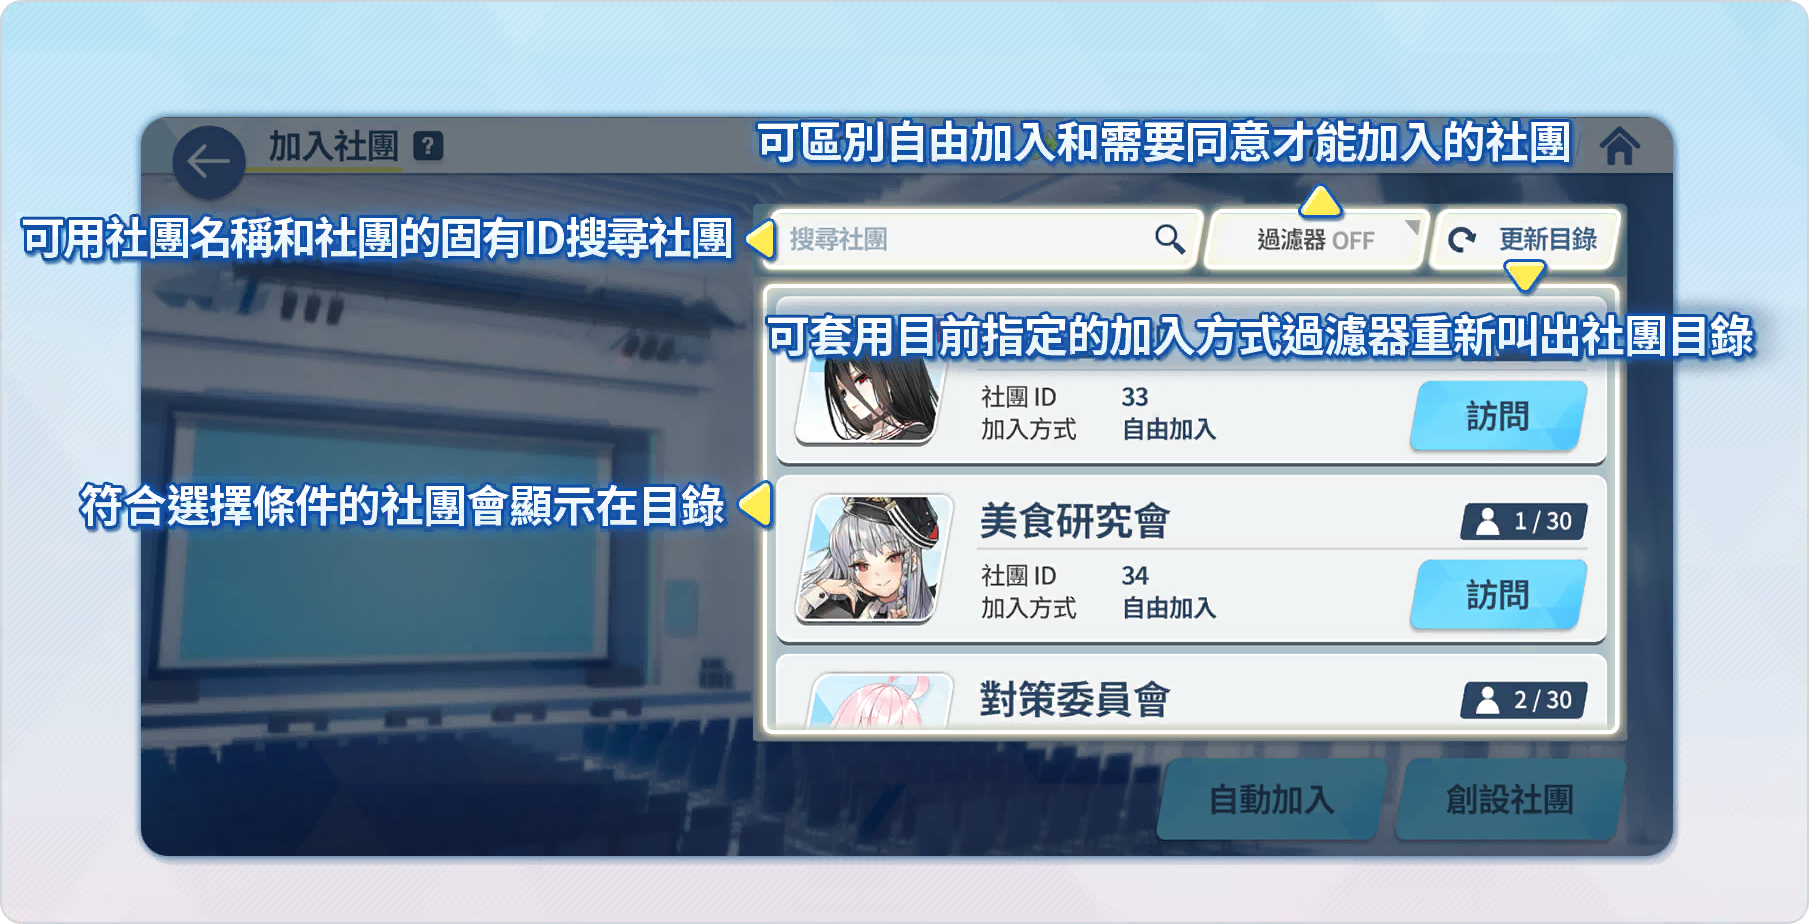 加入社團 ?
可區別自由加入和需要同意才能加入的社團
可用社團名稱和社團的固有ID搜尋社團
搜尋社團
過濾器 OFF
更新目錄
可套用目前指定的加入方式過濾器重新叫出社團目錄
社團 ID 33
加入方式 自由加入
訪問
符合選擇條件的社團會顯示在目錄
美食研究會
1 / 30
社團 ID 34
加入方式 自由加入
訪問
對策委員會
2 / 30
自動加入
創設社團